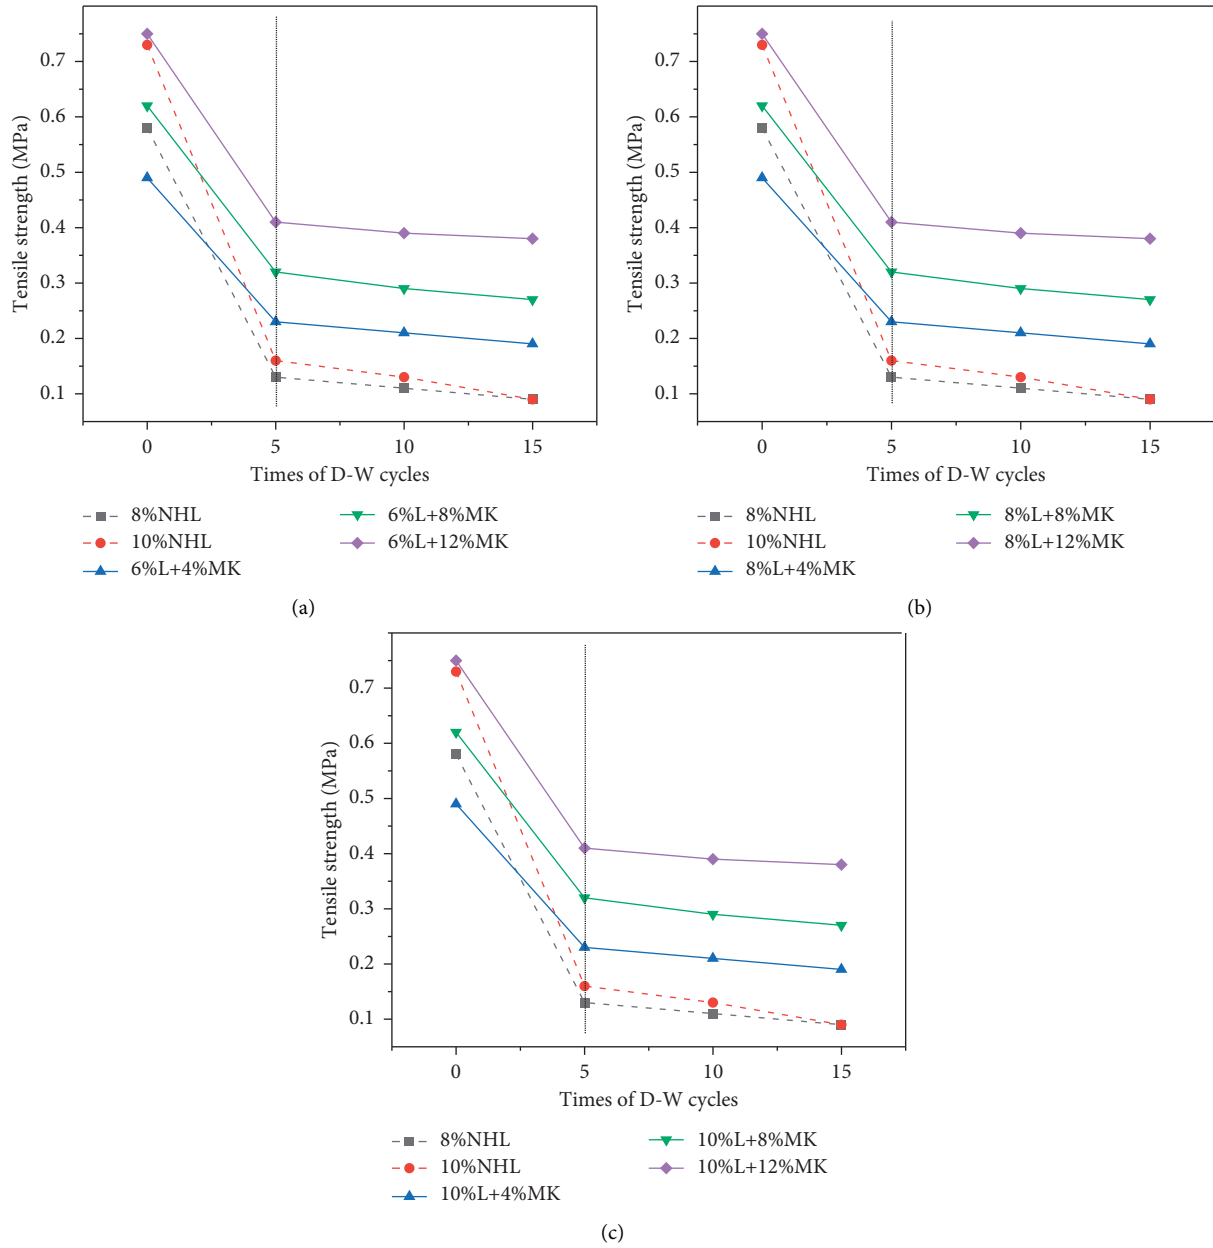 0.7
0.6
0.5
0.4
0.3
0.2
0.1
Tensile strength (MPa)
0 5 10 15
Times of D-W cycles
8%NHL
10%NHL
6%L+4%MK
6%L+8%MK
6%L+12%MK
(a)
0.7
0.6
0.5
0.4
0.3
0.2
0.1
Tensile strength (MPa)
0 5 10 15
Times of D-W cycles
8%NHL
10%NHL
8%L+4%MK
8%L+8%MK
8%L+12%MK
(b)
0.7
0.6
0.5
0.4
0.3
0.2
0.1
Tensile strength (MPa)
0 5 10 15
Times of D-W cycles
8%NHL
10%NHL
10%L+4%MK
10%L+8%MK
10%L+12%MK
(c)